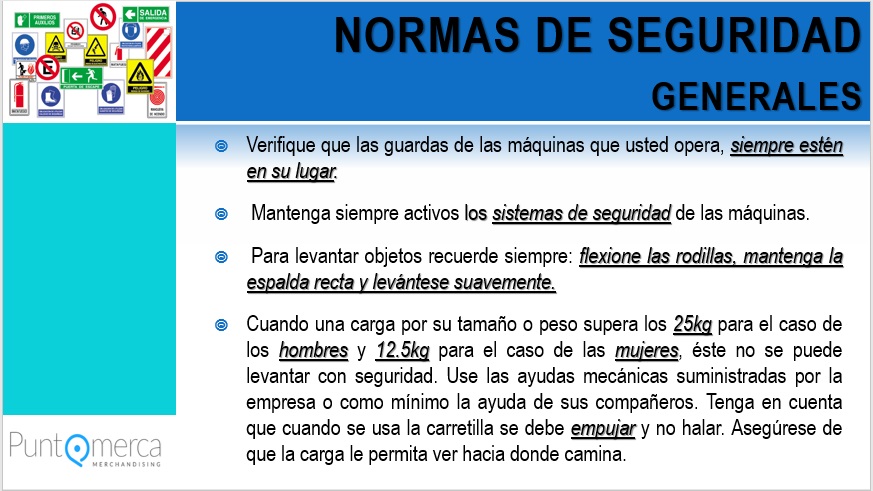 NORMAS DE SEGURIDAD
GENERALES
PRIMEROS
AUXILIOS
SALIDA
DE EMERGENCIA
Verifique que las guardas de las máquinas que usted opera, siempre estén
en su lugar.
Mantenga siempre activos los sistemas de seguridad de las máquinas.
Para levantar objetos recuerde siempre: flexione las rodillas, mantenga la
espalda recta y levántese suavemente.
Cuando una carga por su tamaño o peso supera los 25kg para el caso de
los hombres y 12.5kg para el caso de las mujeres, éste no se puede
levantar con seguridad. Use las ayudas mecánicas suministradas por la
empresa o como mínimo la ayuda de sus compañeros. Tenga en cuenta
que cuando se usa la carretilla se debe empujar y no halar. Asegúrese de
que la carga le permita ver hacia donde camina.
Punt merca
MERCHANDISING